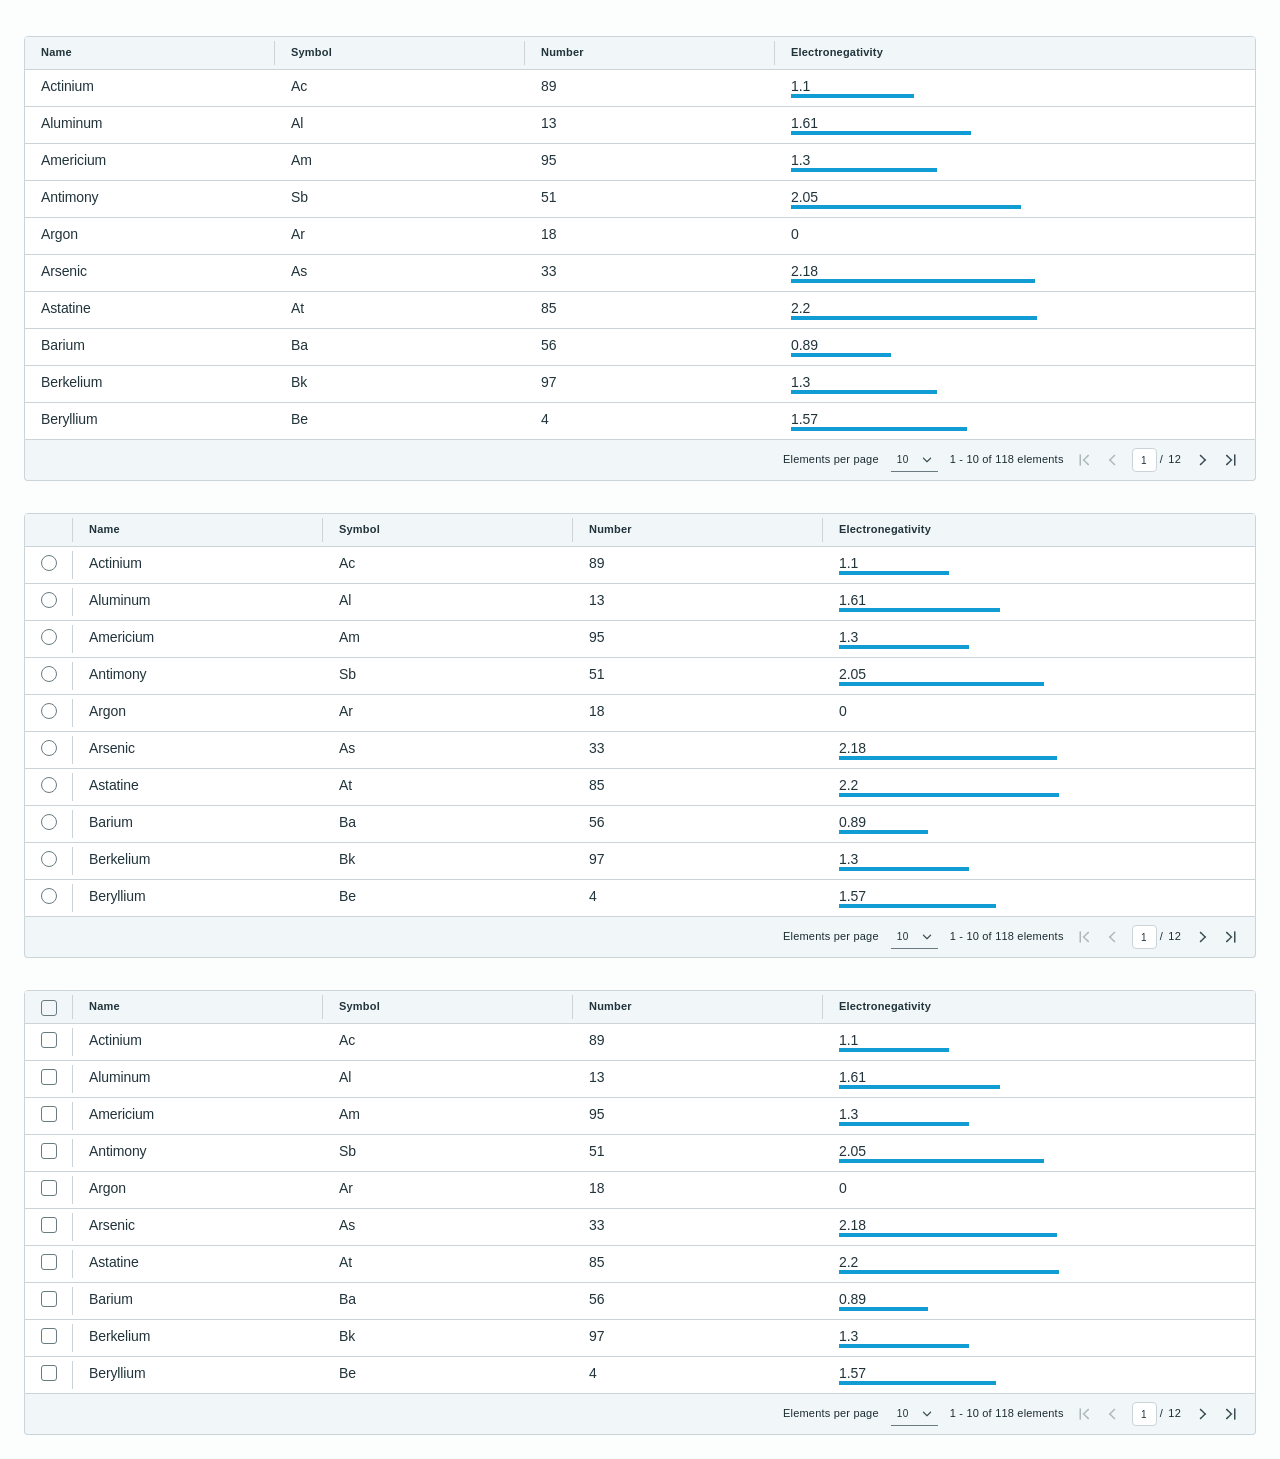 Name Symbol Number Electronegativity
Actinium Ac 89 1.1
Aluminum Al 13 1.61
Americium Am 95 1.3
Antimony Sb 51 2.05
Argon Ar 18 0
Arsenic As 33 2.18
Astatine At 85 2.2
Barium Ba 56 0.89
Berkelium Bk 97 1.3
Beryllium Be 4 1.57
Elements per page 10 1 - 10 of 118 elements 1 / 12
Name Symbol Number Electronegativity
Actinium Ac 89 1.1
Aluminum Al 13 1.61
Americium Am 95 1.3
Antimony Sb 51 2.05
Argon Ar 18 0
Arsenic As 33 2.18
Astatine At 85 2.2
Barium Ba 56 0.89
Berkelium Bk 97 1.3
Beryllium Be 4 1.57
Elements per page 10 1 - 10 of 118 elements 1 / 12
Name Symbol Number Electronegativity
Actinium Ac 89 1.1
Aluminum Al 13 1.61
Americium Am 95 1.3
Antimony Sb 51 2.05
Argon Ar 18 0
Arsenic As 33 2.18
Astatine At 85 2.2
Barium Ba 56 0.89
Berkelium Bk 97 1.3
Beryllium Be 4 1.57
Elements per page 10 1 - 10 of 118 elements 1 / 12